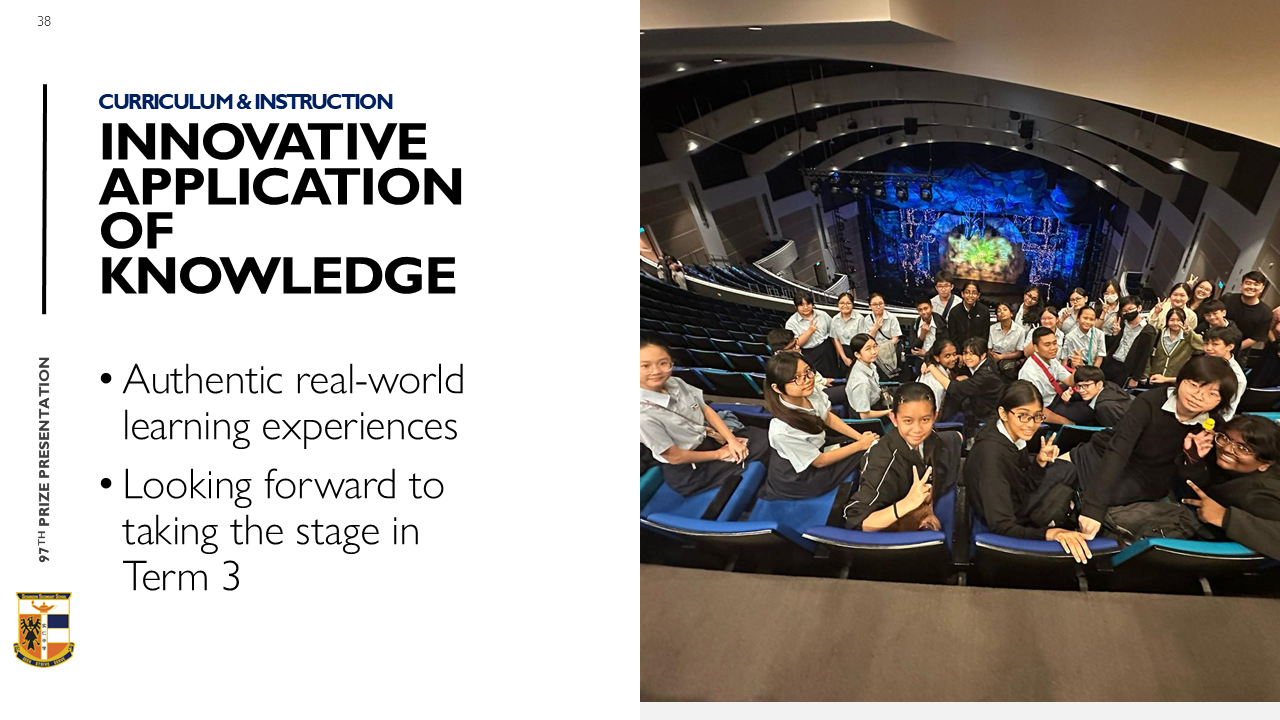 38
CURRICULUM & INSTRUCTION
INNOVATIVE
APPLICATION
OF
KNOWLEDGE
• Authentic real-world
learning experiences
• Looking forward to
taking the stage in
Term 3
97TH PRIZE PRESENTATION